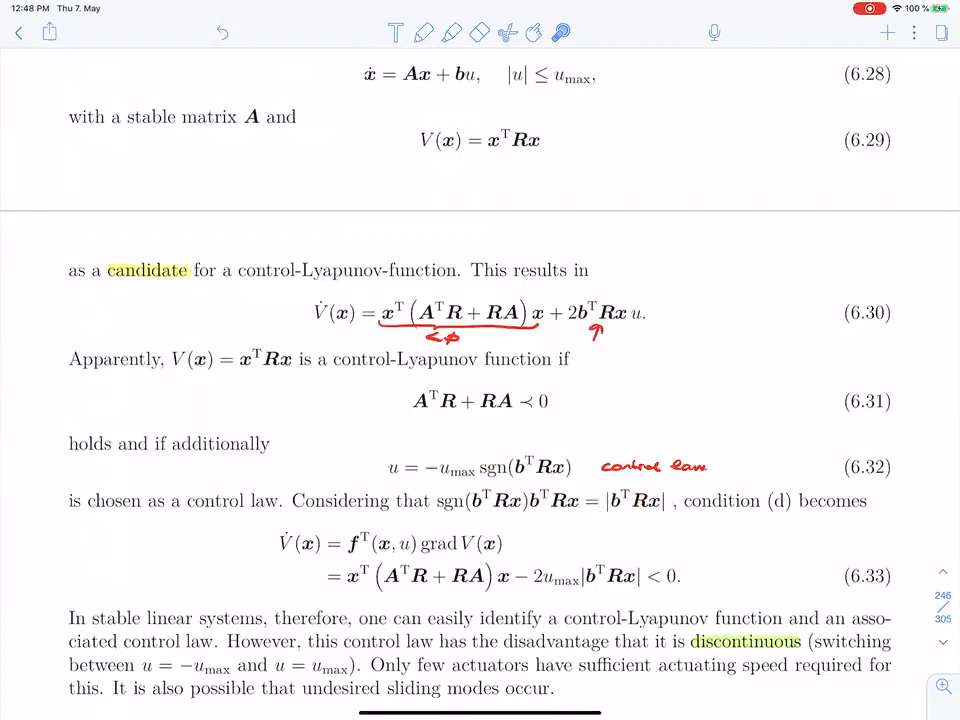 12:48 PM Thu 7. May
100 %
ẋ = Ax + bu, |u| ≤ u_max, (6.28)
with a stable matrix A and
V(x) = x^T Rx (6.29)
as a candidate for a control-Lyapunov-function. This results in
V̇(x) = x^T (A^T R + RA) x + 2b^T Rx u. (6.30)
< 0
Apparently, V(x) = x^T Rx is a control-Lyapunov function if
A^T R + RA ≺ 0 (6.31)
holds and if additionally
u = −u_max sgn(b^T Rx) control law (6.32)
is chosen as a control law. Considering that sgn(b^T Rx)b^T Rx = |b^T Rx| , condition (d) becomes
V̇(x) = f^T(x, u) grad V(x)
= x^T (A^T R + RA) x − 2u_max|b^T Rx| < 0. (6.33)
246
305
In stable linear systems, therefore, one can easily identify a control-Lyapunov function and an asso-
ciated control law. However, this control law has the disadvantage that it is discontinuous (switching
between u = −u_max and u = u_max). Only few actuators have sufficient actuating speed required for
this. It is also possible that undesired sliding modes occur.